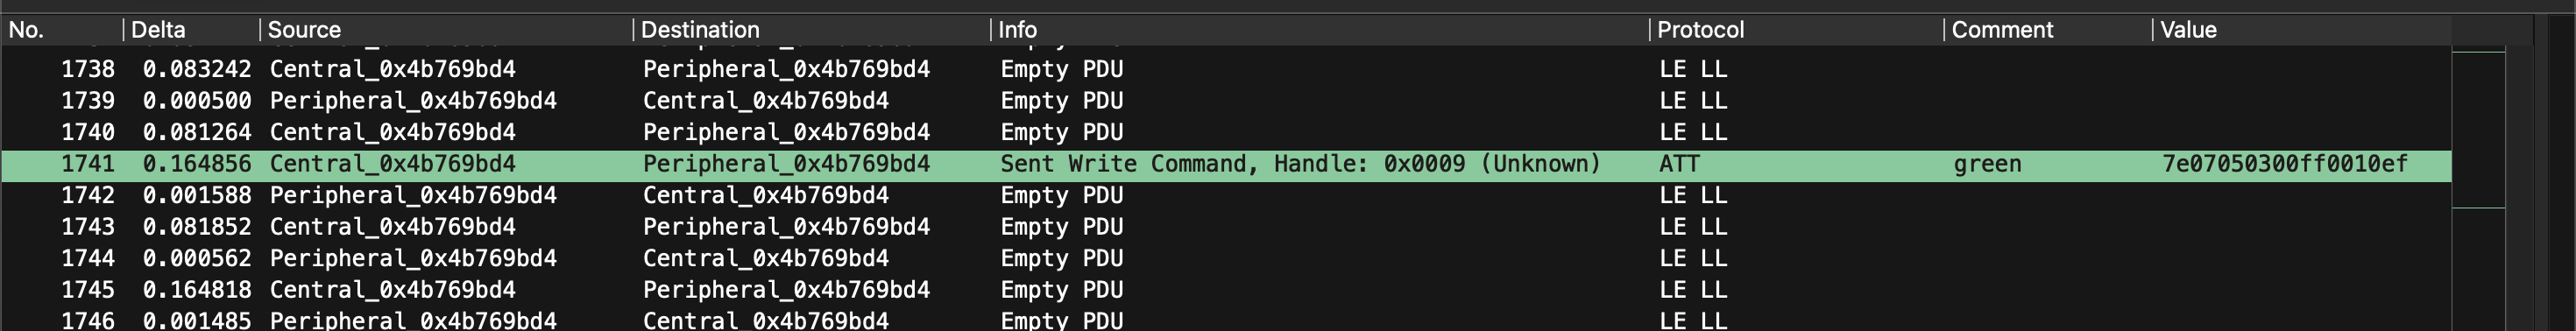 No. Delta Source Destination Info Protocol Comment Value
1738 0.083242 Central_0x4b769bd4 Peripheral_0x4b769bd4 Empty PDU LE LL
1739 0.000500 Peripheral_0x4b769bd4 Central_0x4b769bd4 Empty PDU LE LL
1740 0.081264 Central_0x4b769bd4 Peripheral_0x4b769bd4 Empty PDU LE LL
1741 0.164856 Central_0x4b769bd4 Peripheral_0x4b769bd4 Sent Write Command, Handle: 0x0009 (Unknown) ATT green 7e07050300ff0010ef
1742 0.001588 Peripheral_0x4b769bd4 Central_0x4b769bd4 Empty PDU LE LL
1743 0.081852 Central_0x4b769bd4 Peripheral_0x4b769bd4 Empty PDU LE LL
1744 0.000562 Peripheral_0x4b769bd4 Central_0x4b769bd4 Empty PDU LE LL
1745 0.164818 Central_0x4b769bd4 Peripheral_0x4b769bd4 Empty PDU LE LL
1746 0.001485 Peripheral_0x4b769bd4 Central_0x4b769bd4 Empty PDU LE LL